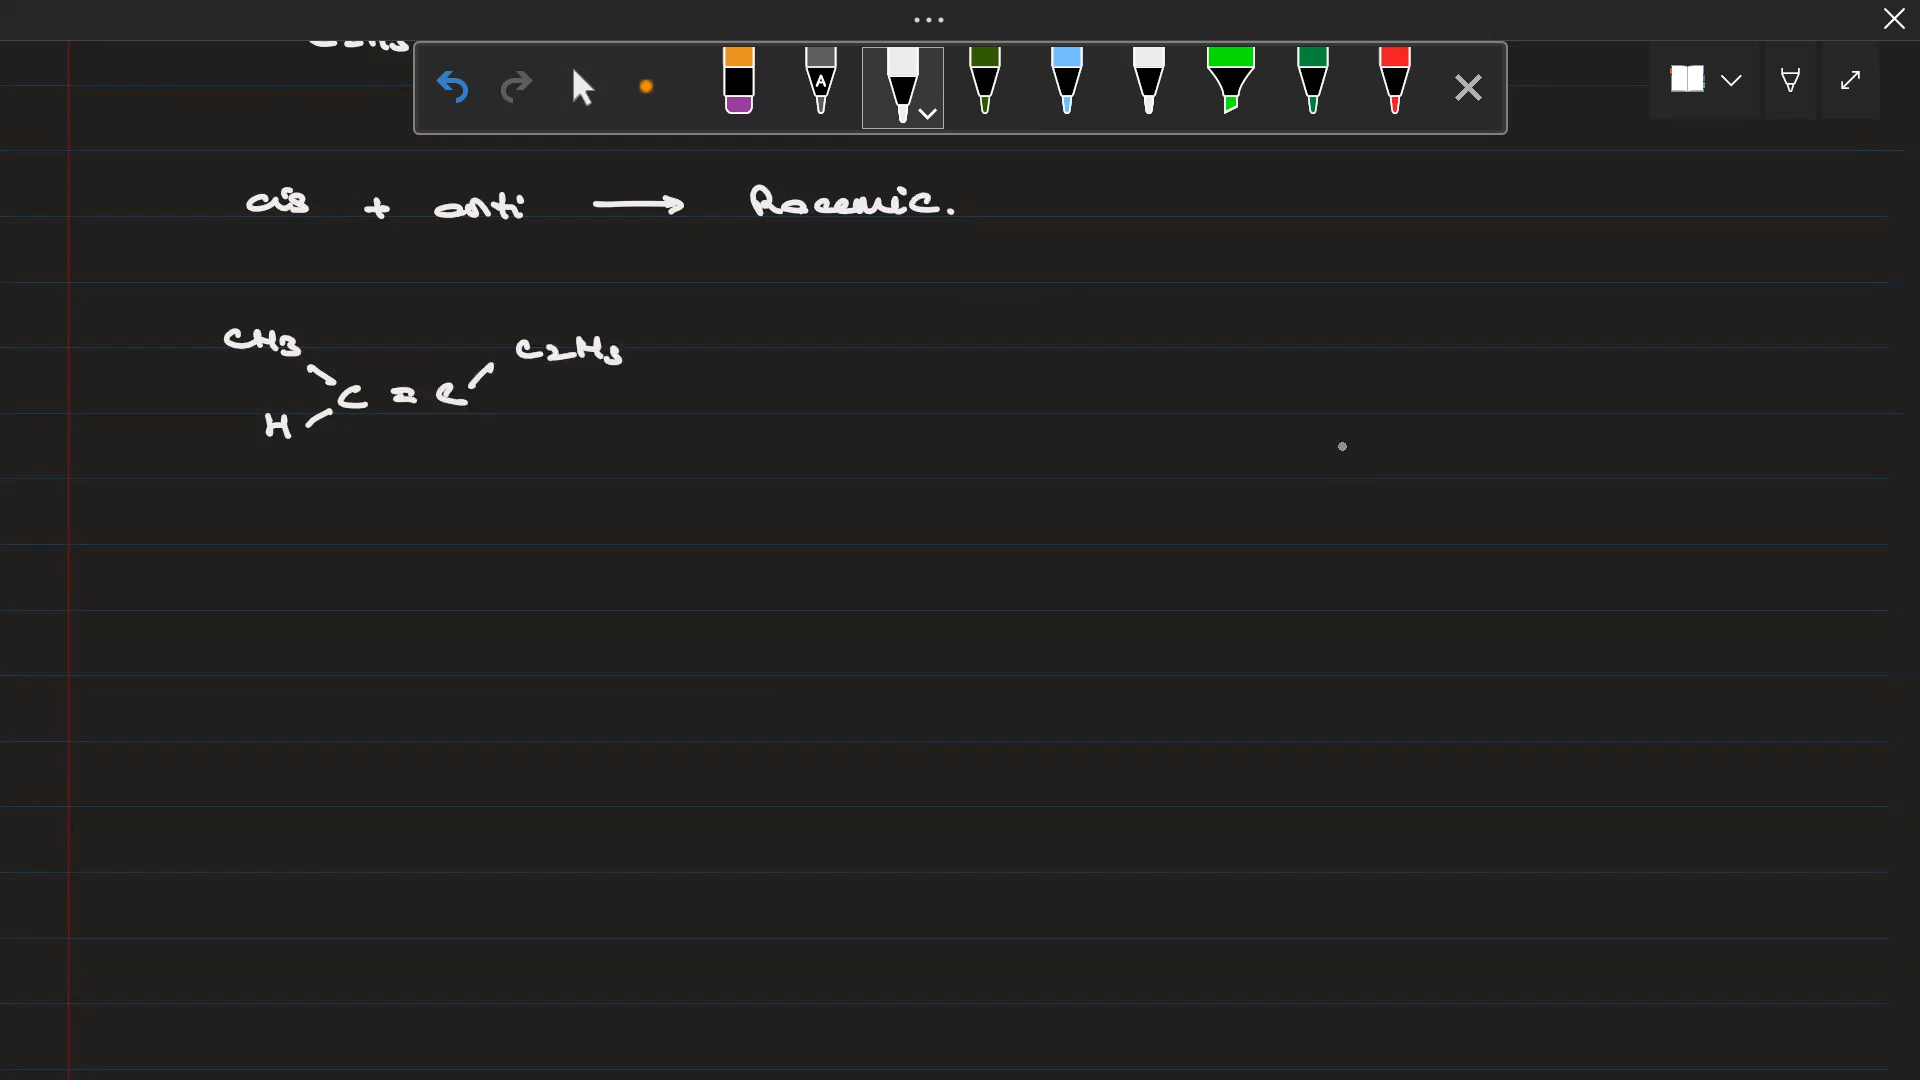 cis + anti → Racemic.
CH3 C2H5
C = C
H